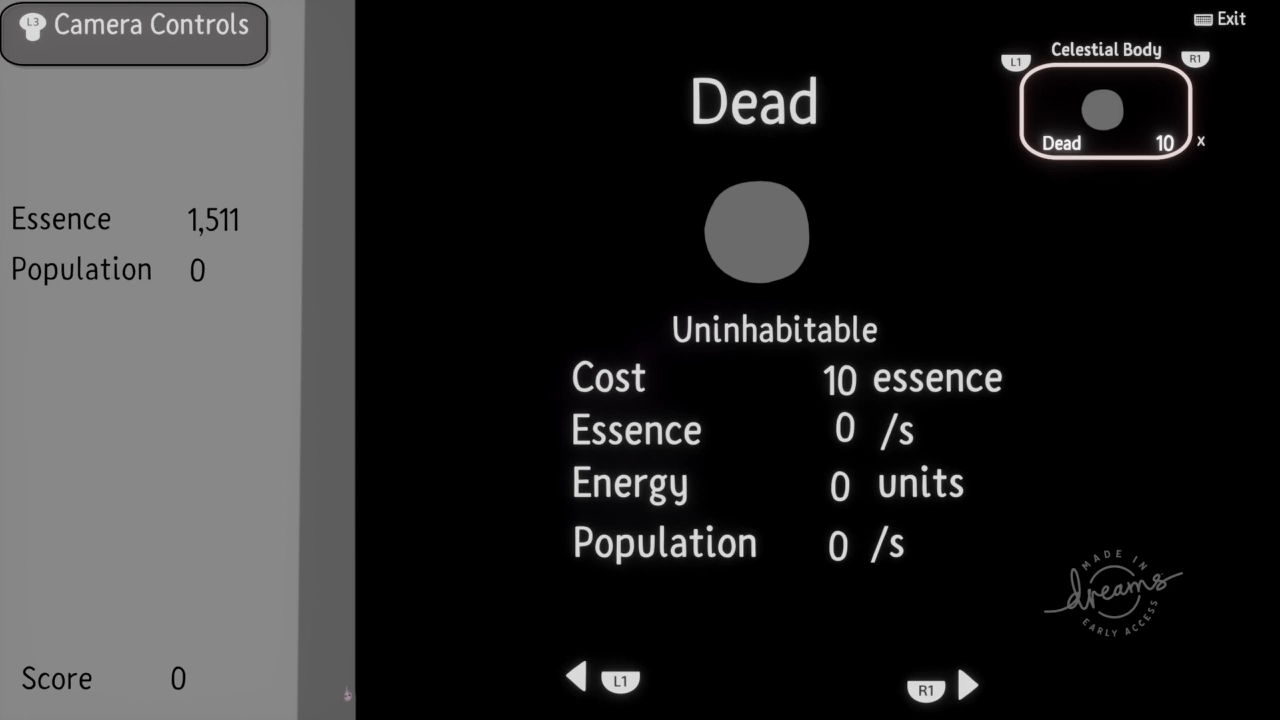 L3 Camera Controls
Exit
Celestial Body
L1
R1
Dead 10 x
Dead
Essence 1,511
Population 0
Uninhabitable
Cost 10 essence
Essence 0 /s
Energy 0 units
Population 0 /s
MADE IN
dreams
EARLY ACCESS
Score 0
L1
R1